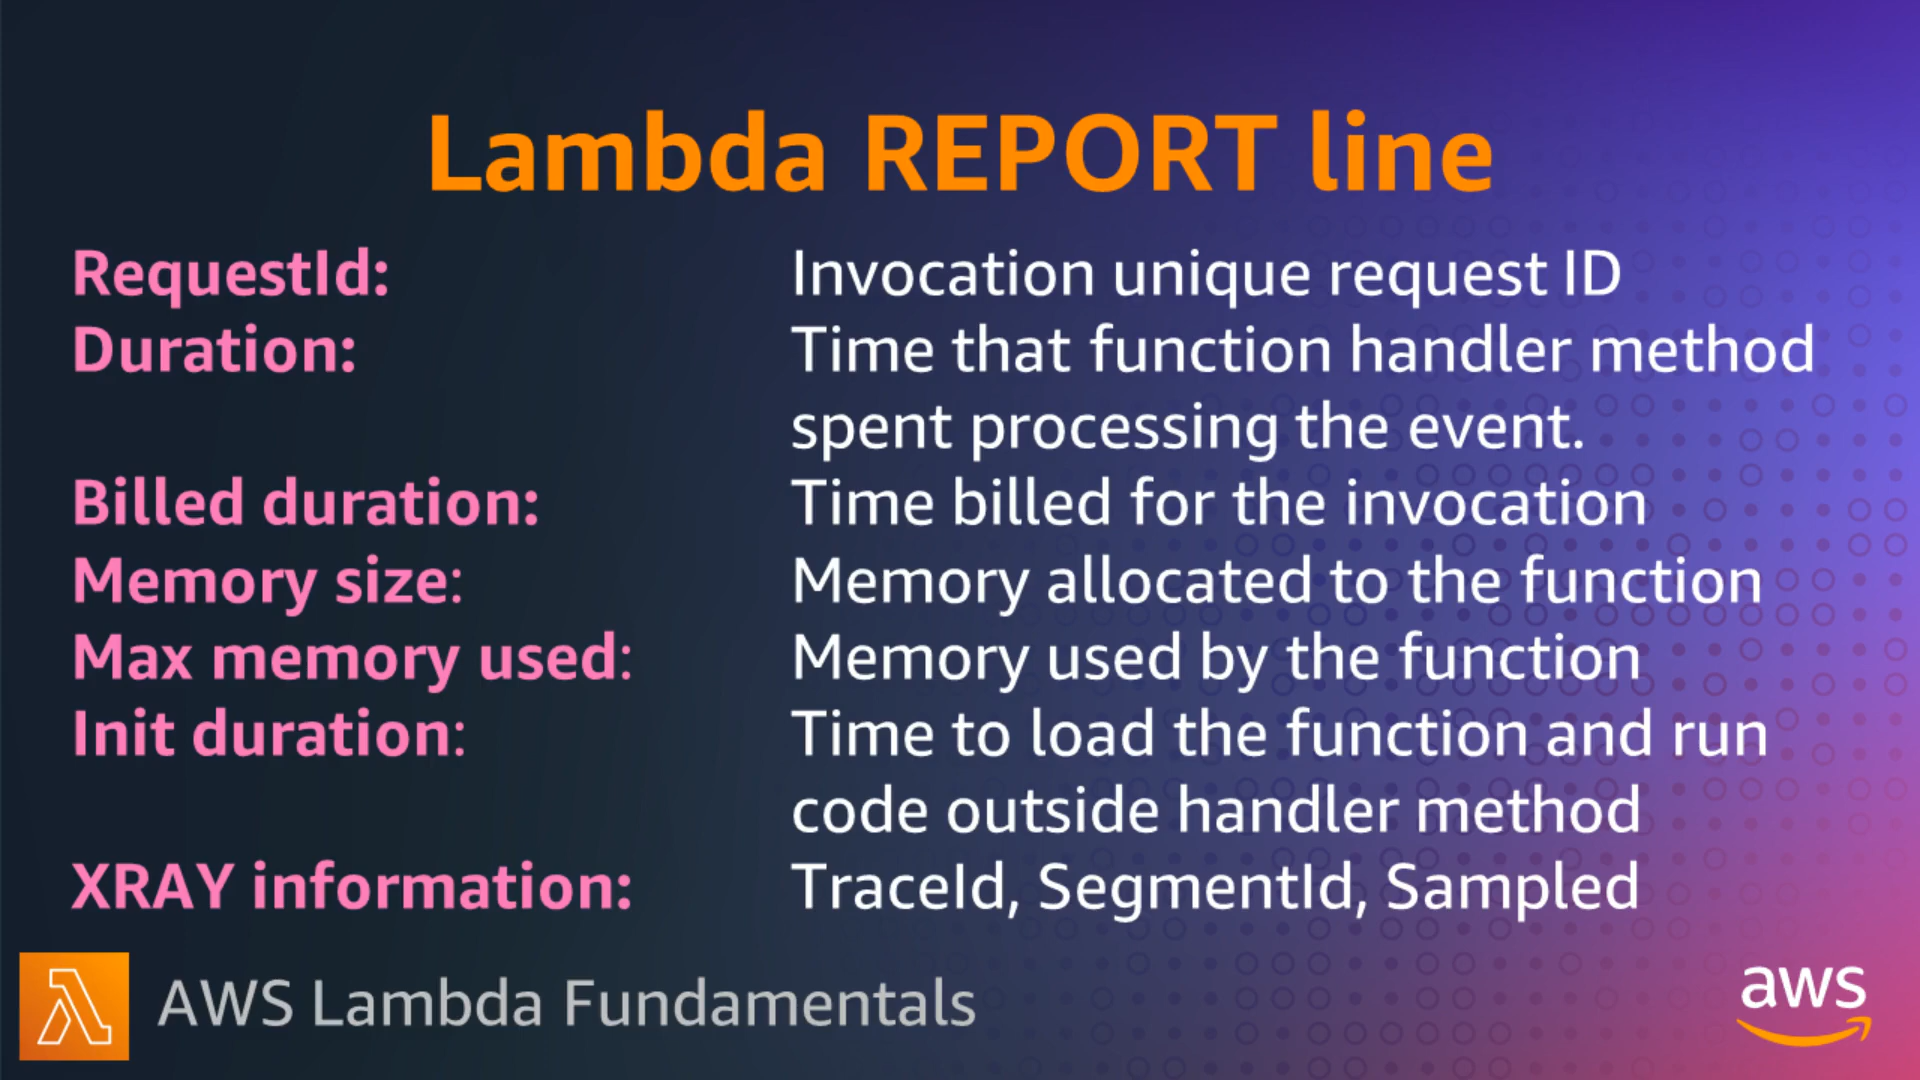 Lambda REPORT line
RequestId: Invocation unique request ID
Duration: Time that function handler method
spent processing the event.
Billed duration: Time billed for the invocation
Memory size: Memory allocated to the function
Max memory used: Memory used by the function
Init duration: Time to load the function and run
code outside handler method
XRAY information: TraceId, SegmentId, Sampled
AWS Lambda Fundamentals
aws